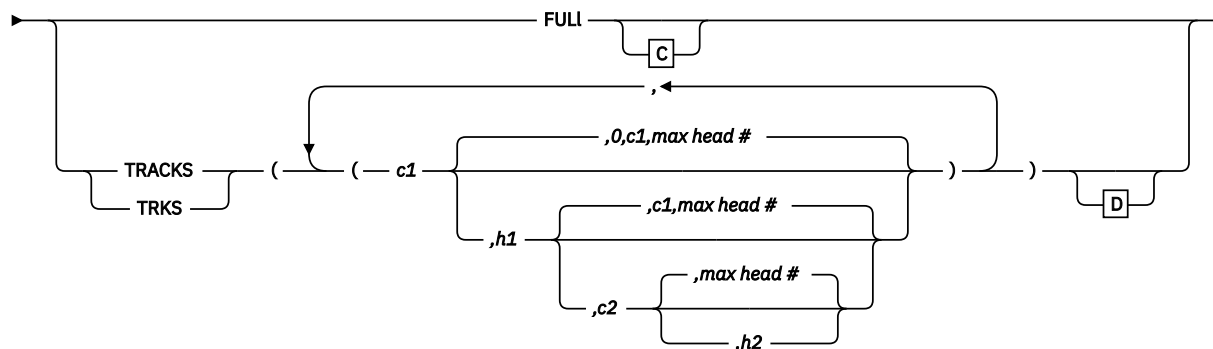 FULl
C
,
,0,c1,max head #
TRACKS ( ( c1 ) ) 
TRKS D
,c1,max head #
,h1
,max head #
,c2
,h2